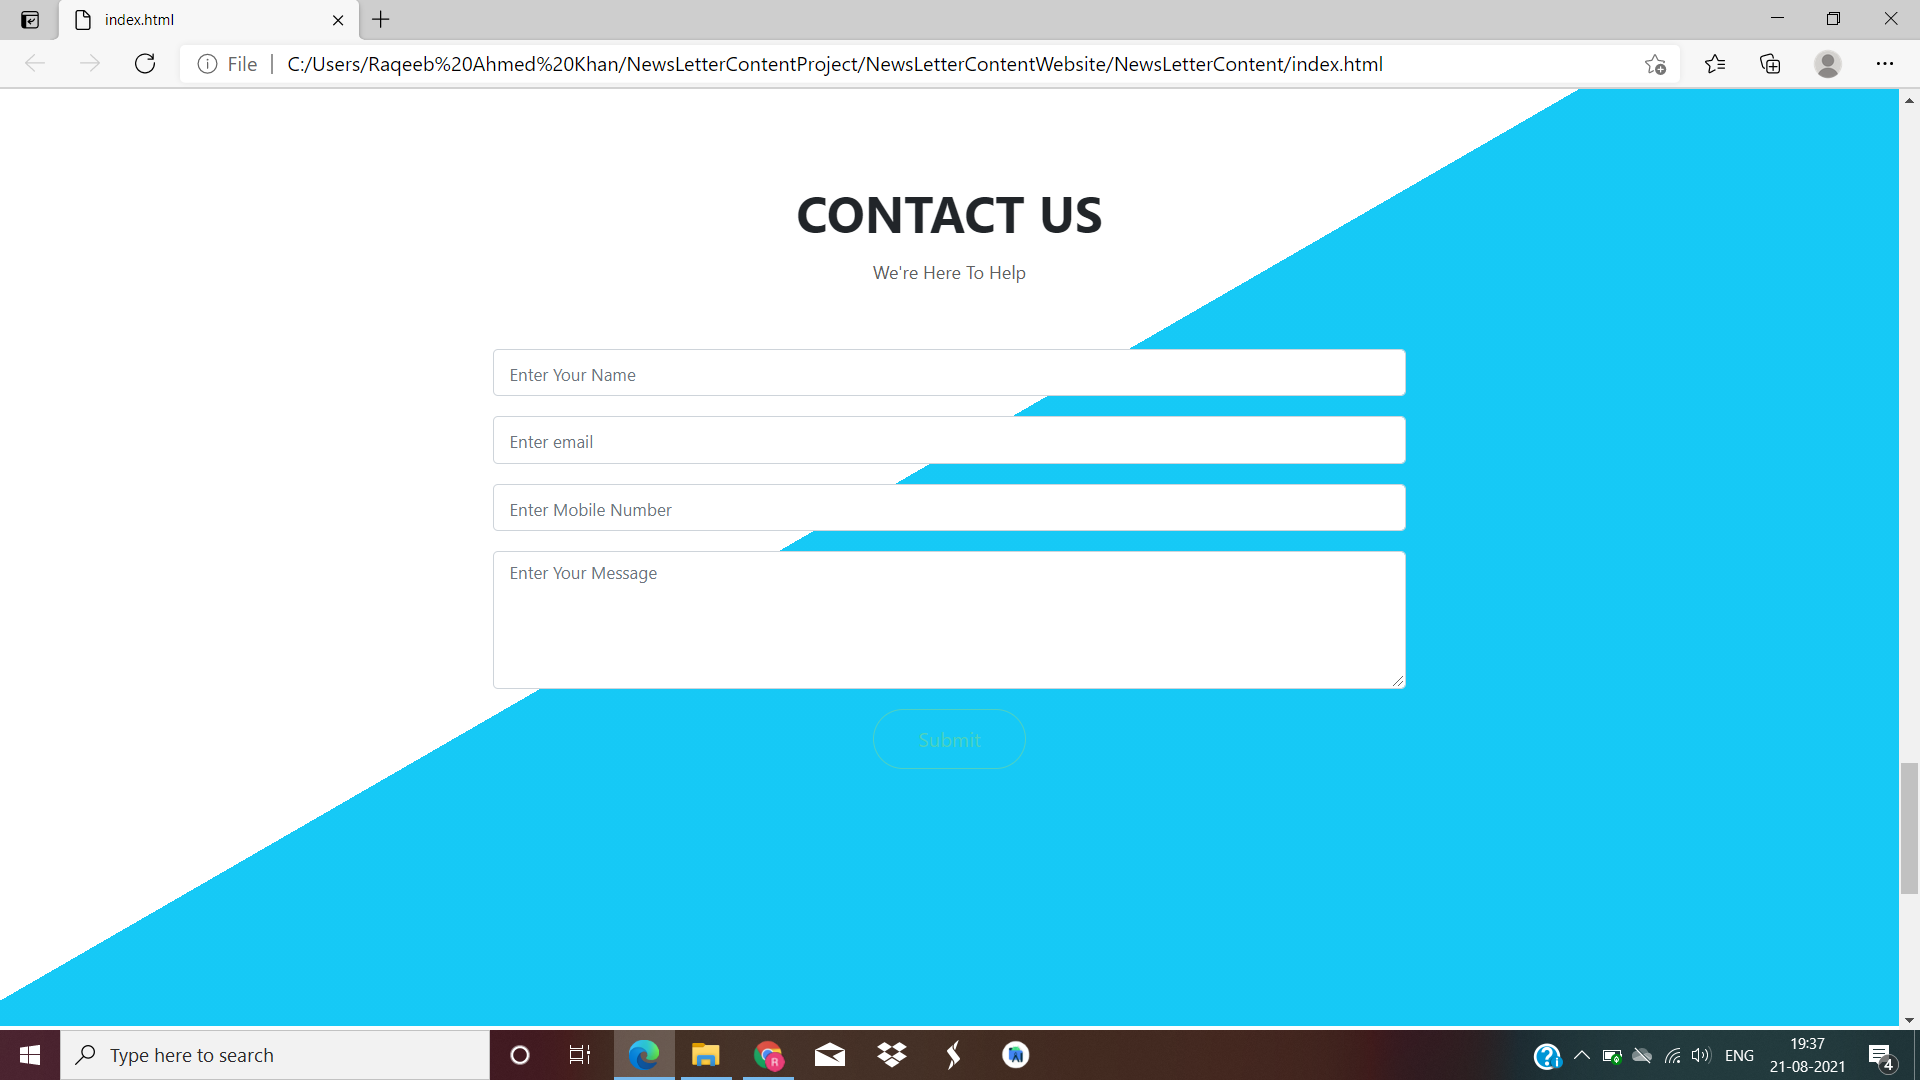 index.html
File
C:/Users/Raqeeb%20Ahmed%20Khan/NewsLetterContentProject/NewsLetterContentWebsite/NewsLetterContent/index.html
CONTACT US
We're Here To Help
Enter Your Name
Enter email
Enter Mobile Number
Enter Your Message
Submit
Type here to search
R
ENG
19:37
21-08-2021
4